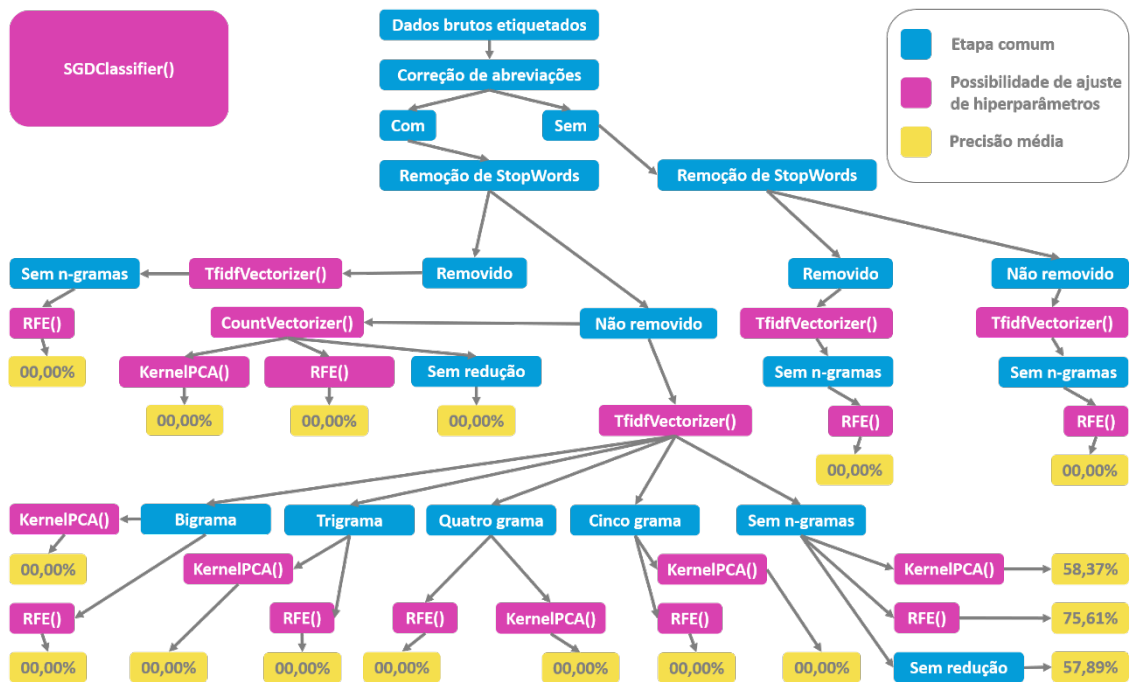 Dados brutos etiquetados
SGDClassifier()
Etapa comum
Correção de abreviações
Possibilidade de ajuste
de hiperparâmetros
Com
Sem
Precisão média
Remoção de StopWords
Remoção de StopWords
Sem n-gramas
TfidfVectorizer()
Removido
Removido
Não removido
RFE()
CountVectorizer()
Não removido
TfidfVectorizer()
TfidfVectorizer()
00,00%
KernelPCA()
RFE()
Sem redução
Sem n-gramas
Sem n-gramas
00,00%
00,00%
00,00%
TfidfVectorizer()
RFE()
RFE()
00,00%
00,00%
KernelPCA()
Bigrama
Trigrama
Quatro grama
Cinco grama
Sem n-gramas
00,00%
KernelPCA()
KernelPCA()
KernelPCA()
58,37%
RFE()
RFE()
RFE()
KernelPCA()
RFE()
RFE()
75,61%
00,00%
00,00%
00,00%
00,00%
00,00%
00,00%
00,00%
Sem redução
57,89%